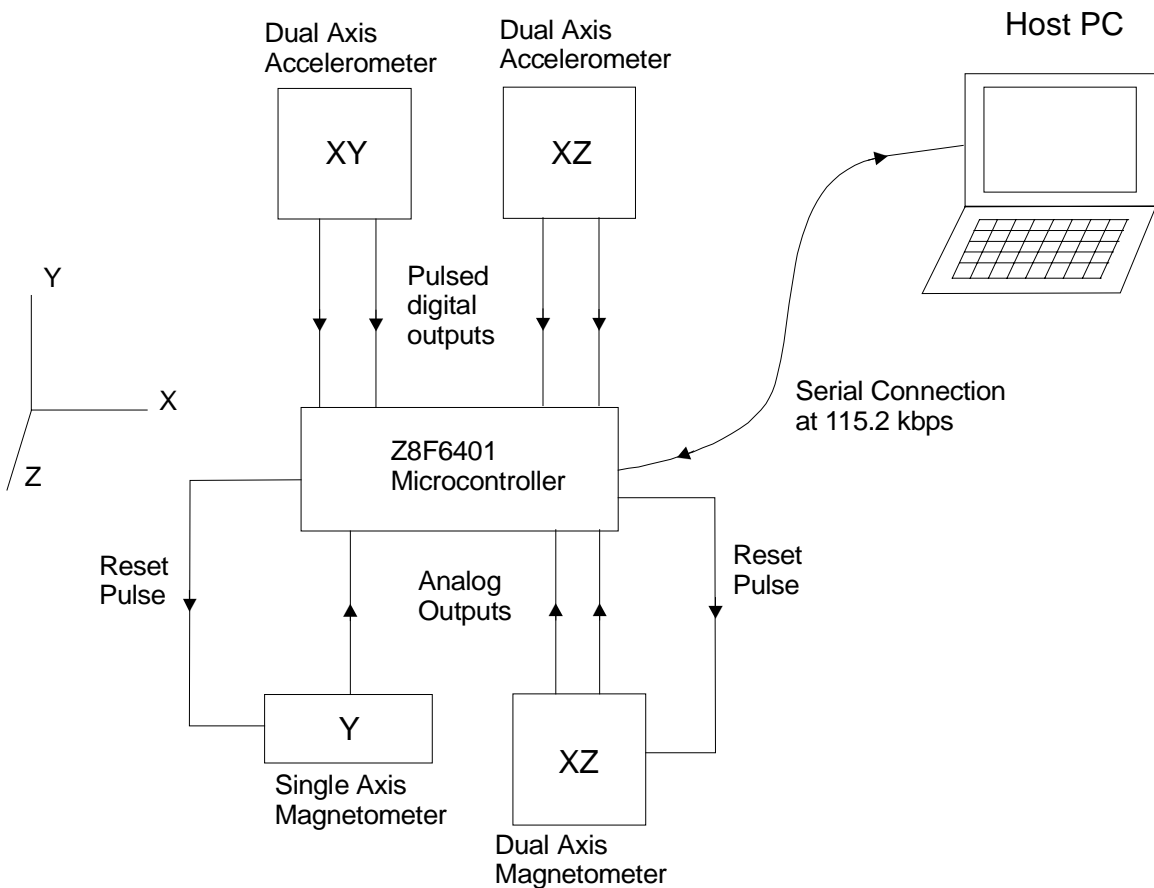 Dual Axis
Accelerometer
Dual Axis
Accelerometer
Host PC
XY
XZ
Pulsed
digital
outputs
Y
X
Z
Serial Connection
at 115.2 kbps
Z8F6401
Microcontroller
Reset
Pulse
Analog
Outputs
Reset
Pulse
Y
Single Axis
Magnetometer
XZ
Dual Axis
Magnetometer